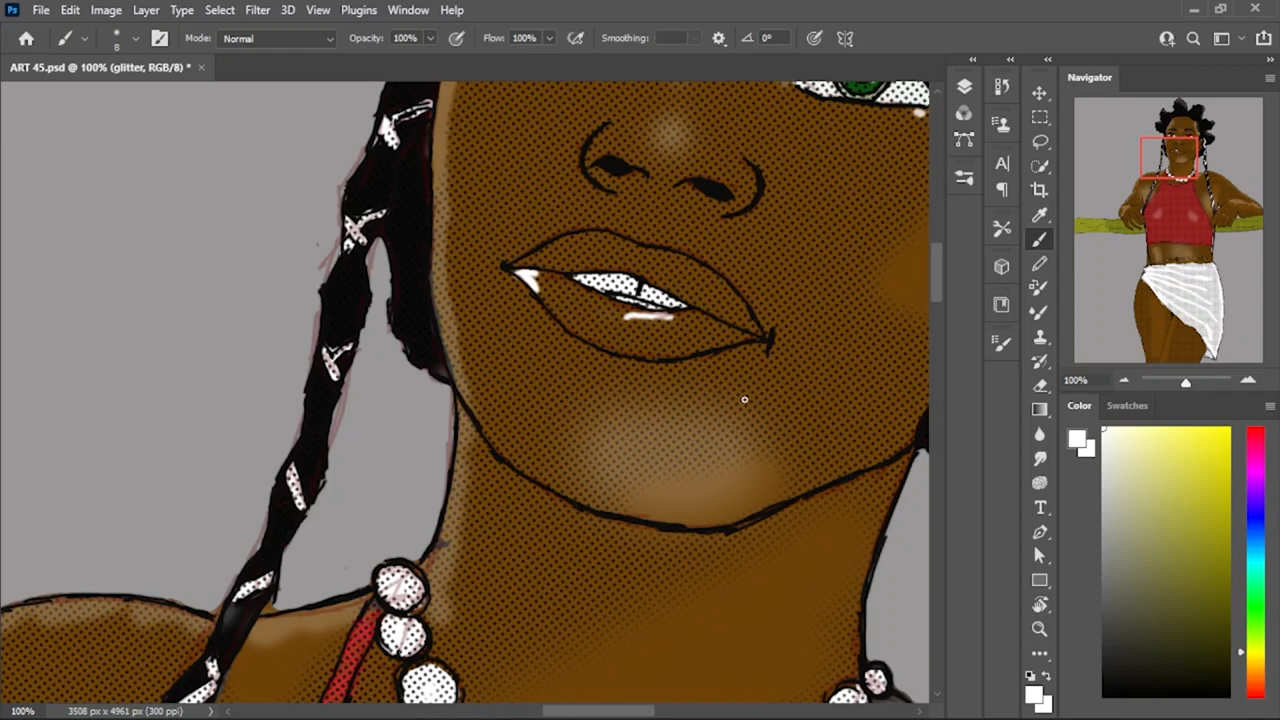 Ps File Edit Image Layer Type Select Filter 3D View Plugins Window Help
8 Mode: Normal Opacity: 100% Flow: 100% Smoothing: 0°
ART 45.psd @ 100% (glitter, RGB/8) * ×
Navigator
100%
Color Swatches
100% 3508 px x 4961 px (300 ppi)